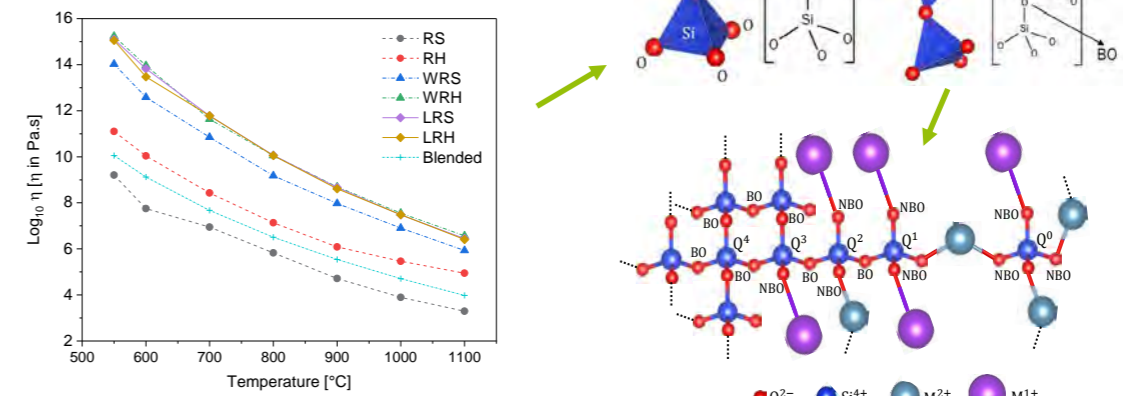 16
14
12
10
8
6
4
2
500
600
700
800
900
1000
1100
Log₁₀ η [η in Pa.s]
Temperature [°C]
RS
RH
WRS
WRH
LRS
LRH
Blended
Si
O
O
O
Si
O
O
O
Si
O
O
O
BO
BO
BO
BO
NBO
NBO
NBO
Q⁴
Q³
Q²
Q¹
Q⁰
BO
BO
BO
BO
BO
NBO
NBO
NBO
NBO
NBO
O²⁻
Si⁴⁺
M²⁺
M¹⁺